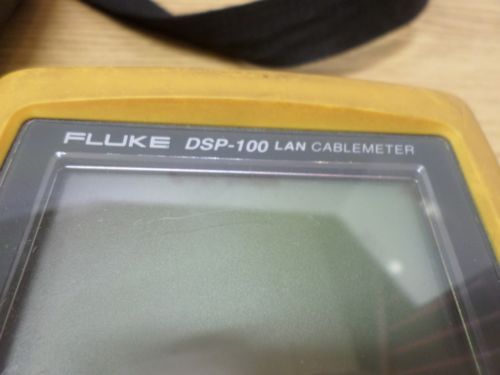 FLUKE DSP-100 LAN CABLEMETER